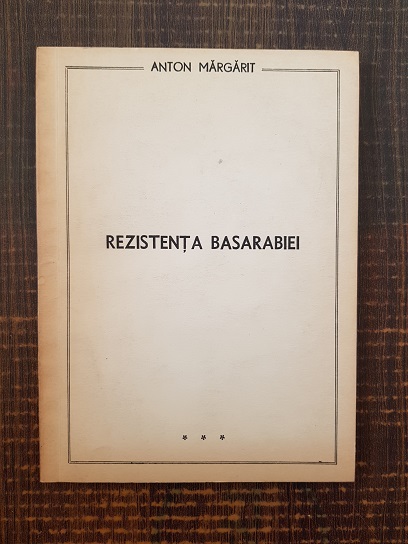 ANTON MĂRGĂRIT
REZISTENȚA BASARABIEI
* * *